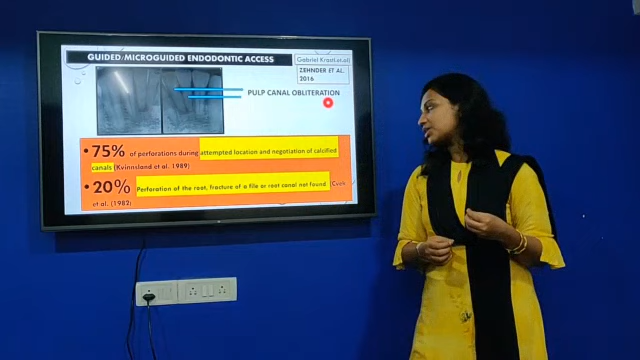 GUIDED/MICROGUIDED ENDODONTIC ACCESS
Gabriel Krastl et.al)
ZEHNDER ET AL.
2016
PULP CANAL OBLITERATION
• 75% of perforations during attempted location and negotiation of calcified
canals (Kvinnsland et al. 1989)
• 20% Perforation of the root, fracture of a file or root canal not found Cvek
et al. (1982)